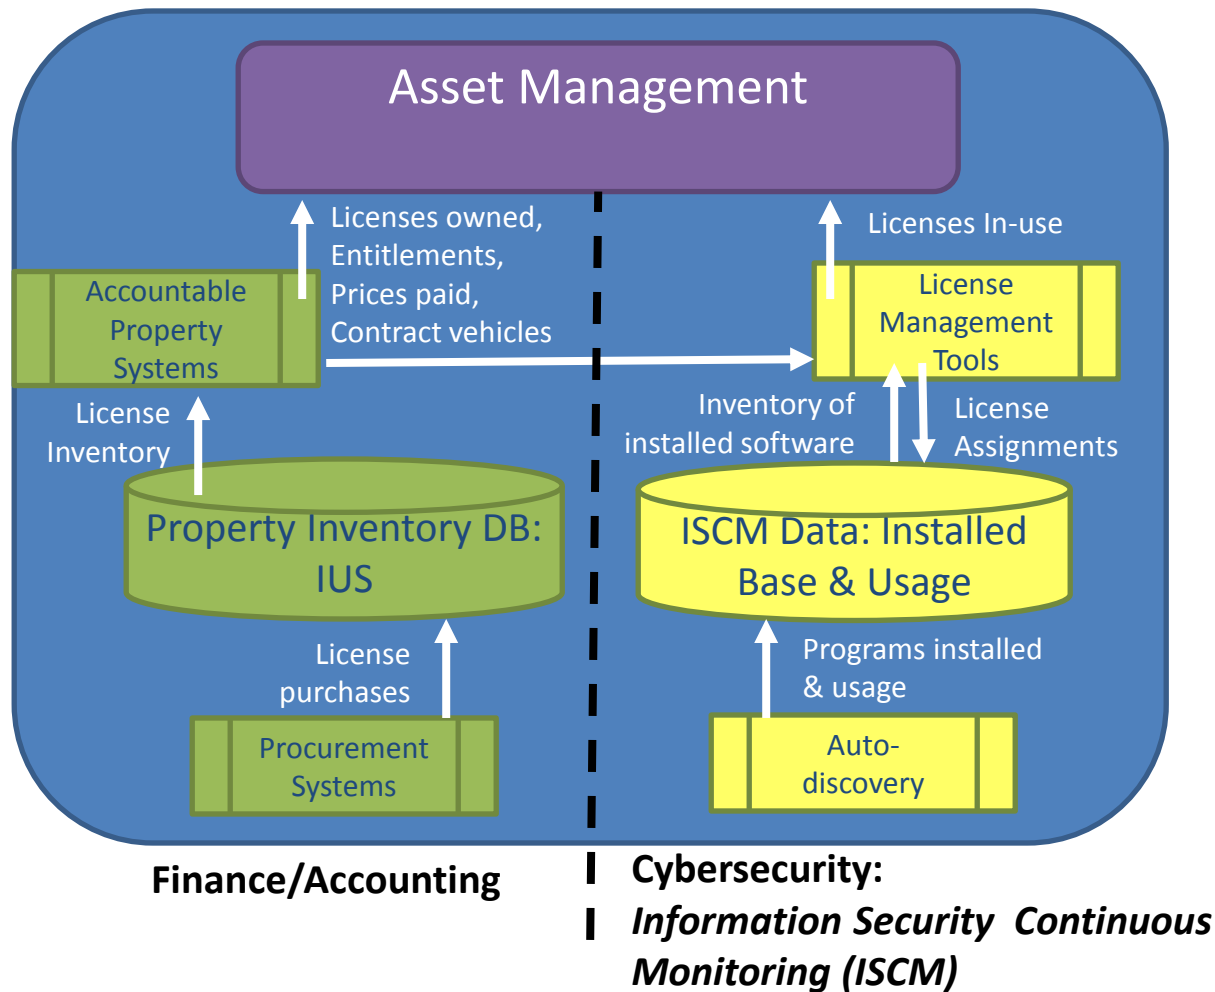 Asset Management
Licenses owned,
Entitlements,
Prices paid,
Contract vehicles
Licenses In-use
Accountable
Property
Systems
License
Management
Tools
License
Inventory
Inventory of
installed software
License
Assignments
Property Inventory DB:
IUS
ISCM Data: Installed
Base & Usage
License
purchases
Programs installed
& usage
Procurement
Systems
Auto-
discovery
Finance/Accounting
Cybersecurity:
Information Security Continuous
Monitoring (ISCM)